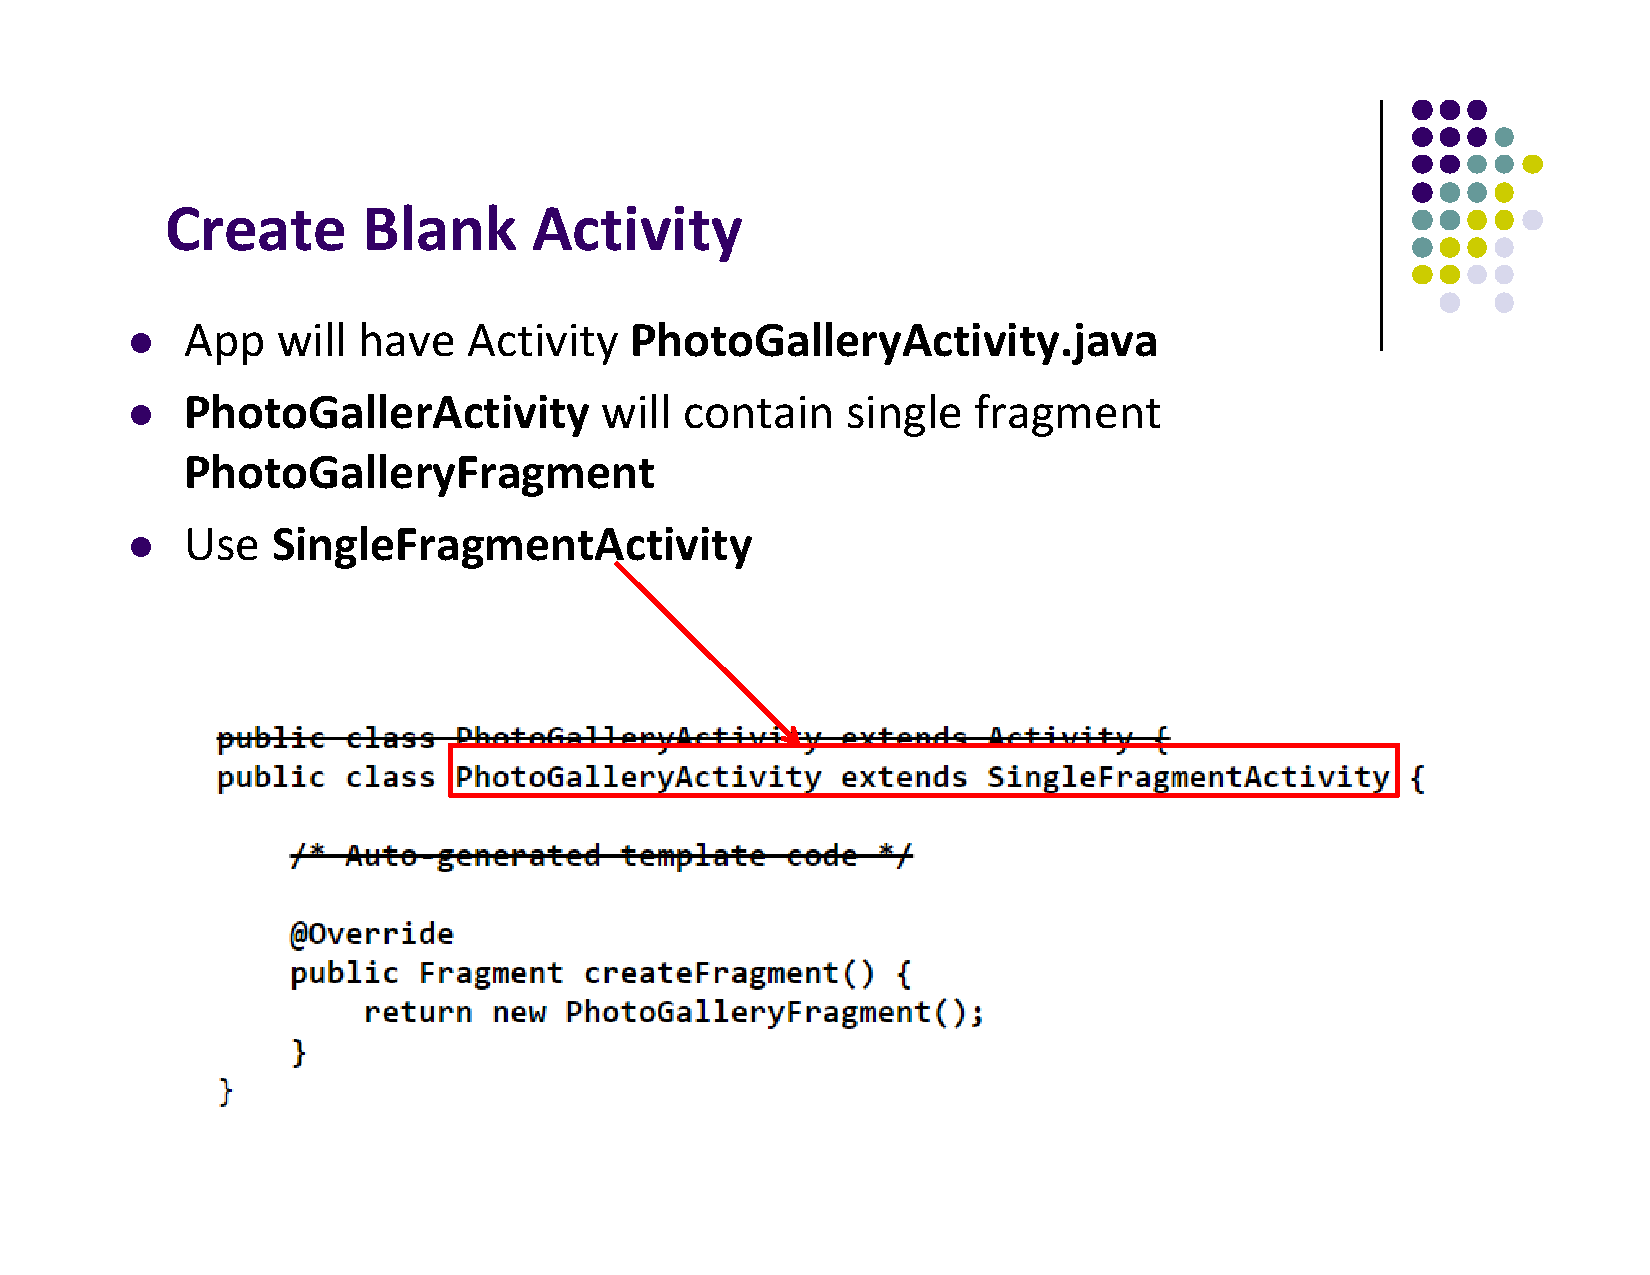 Create Blank Activity
App will have Activity PhotoGalleryActivity.java
PhotoGallerActivity will contain single fragment
PhotoGalleryFragment
Use SingleFragmentActivity
public class PhotoGalleryActivity extends Activity {
public class PhotoGalleryActivity extends SingleFragmentActivity {
/* Auto-generated template code */
@Override
public Fragment createFragment() {
return new PhotoGalleryFragment();
}
}